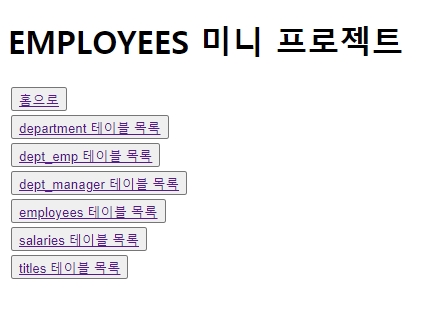 EMPLOYEES 미니 프로젝트
홈으로
department 테이블 목록
dept_emp 테이블 목록
dept_manager 테이블 목록
employees 테이블 목록
salaries 테이블 목록
titles 테이블 목록